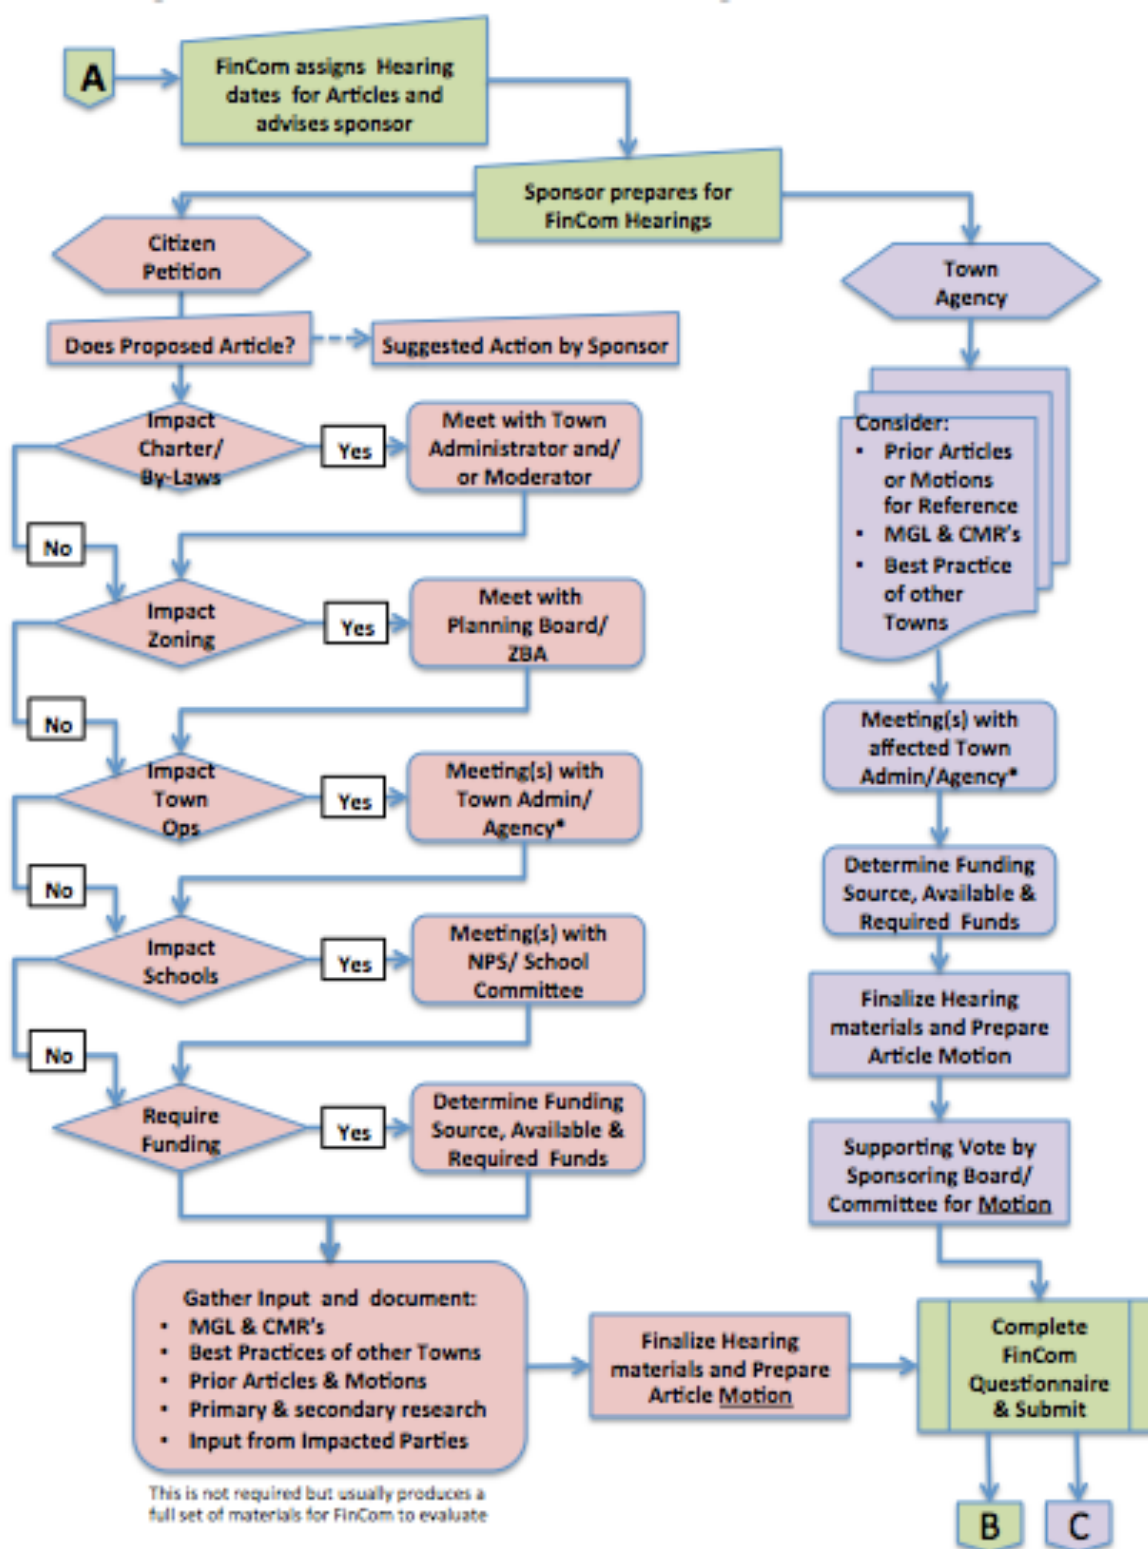 A
FinCom assigns Hearing
dates for Articles and
advises sponsor
Sponsor prepares for
FinCom Hearings
Citizen
Petition
Town
Agency
Does Proposed Article?
Suggested Action by Sponsor
Impact
Charter/
By-Laws
Yes
Meet with Town
Administrator and/
or Moderator
No
Impact
Zoning
Yes
Meet with
Planning Board/
ZBA
No
Impact
Town
Ops
Yes
Meeting(s) with
Town Admin/
Agency*
No
Impact
Schools
Yes
Meeting(s) with
NPS/ School
Committee
No
Require
Funding
Yes
Determine Funding
Source, Available &
Required Funds
Gather Input and document:
• MGL & CMR's
• Best Practices of other Towns
• Prior Articles & Motions
• Primary & secondary research
• Input from Impacted Parties
This is not required but usually produces a
full set of materials for FinCom to evaluate
Finalize Hearing
materials and Prepare
Article Motion
Consider:
• Prior Articles
or Motions
for Reference
• MGL & CMR's
• Best Practice
of other
Towns
Meeting(s) with
affected Town
Admin/Agency*
Determine Funding
Source, Available &
Required Funds
Finalize Hearing
materials and Prepare
Article Motion
Supporting Vote by
Sponsoring Board/
Committee for Motion
Complete
FinCom
Questionnaire
& Submit
B
C